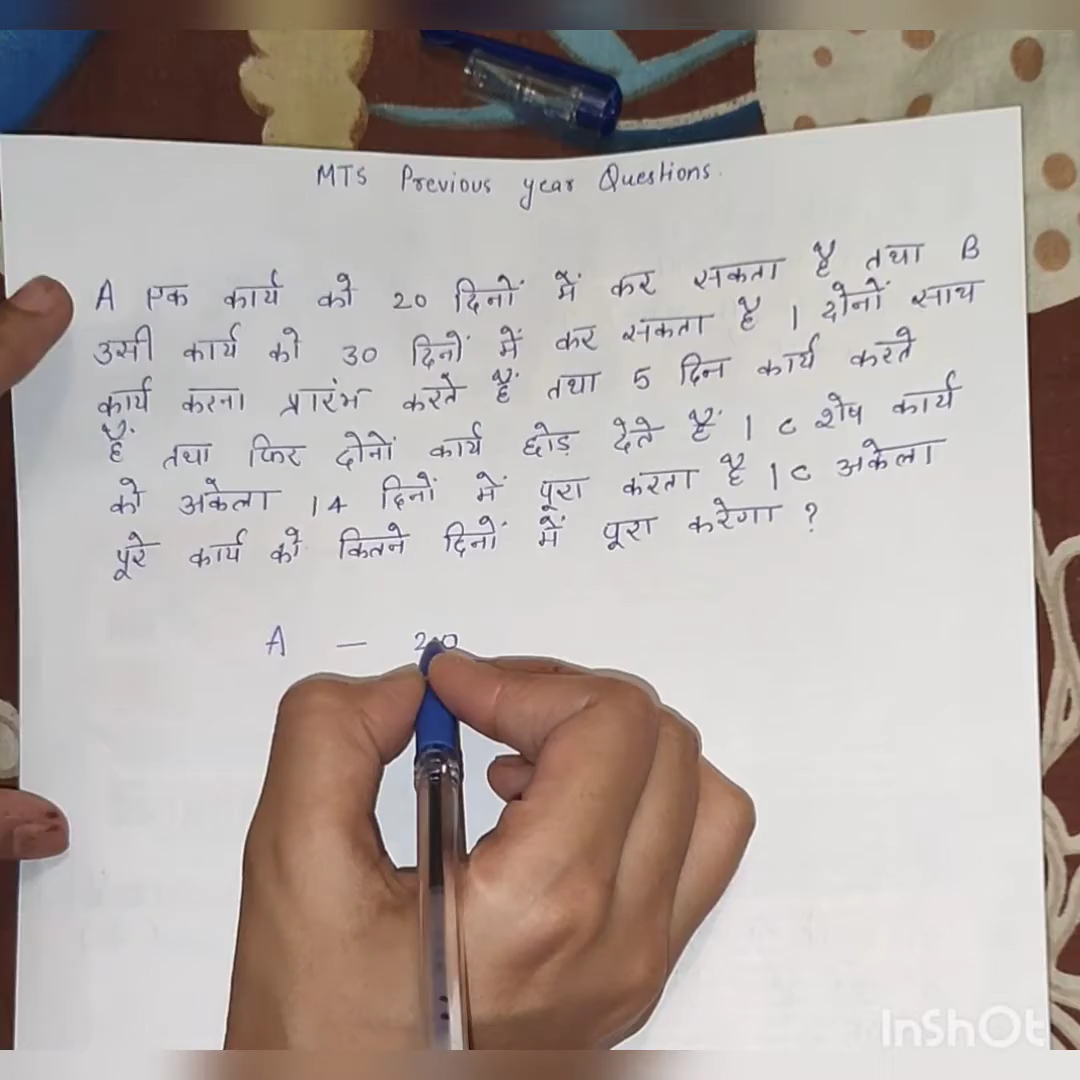 MTS Previous year Questions.
A एक कार्य को 20 दिनों में कर सकता है तथा B
उसी कार्य को 30 दिनों में कर सकता है । दोनों साथ
कार्य करना प्रारंभ करते हैं तथा 5 दिन कार्य करते
हैं तथा फिर दोनों कार्य छोड़ देते हैं । C शेष कार्य
को अकेला 14 दिनों में पूरा करता है । C अकेला
पूरे कार्य को कितने दिनों में पूरा करेगा ?
A — 20
InShOt